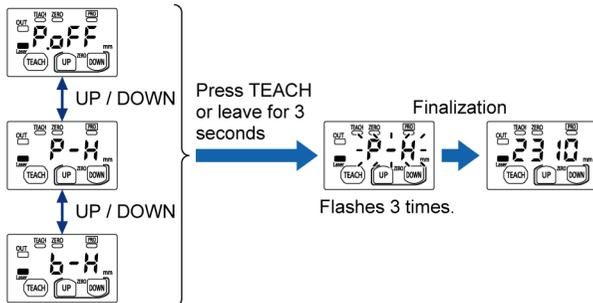 TEACH ZERO PRO
OUT
P.oFF
Laser mm
TEACH UP ZERO DOWN
UP / DOWN
TEACH ZERO PRO
OUT
P-H
Laser mm
TEACH UP ZERO DOWN
UP / DOWN
TEACH ZERO PRO
OUT
b-H
Laser mm
TEACH UP ZERO DOWN
Press TEACH
or leave for 3
seconds
TEACH ZERO PRO
OUT
P-H
Laser mm
TEACH UP ZERO DOWN
Flashes 3 times.
Finalization
TEACH ZERO PRO
OUT
23 10
Laser mm
TEACH UP ZERO DOWN